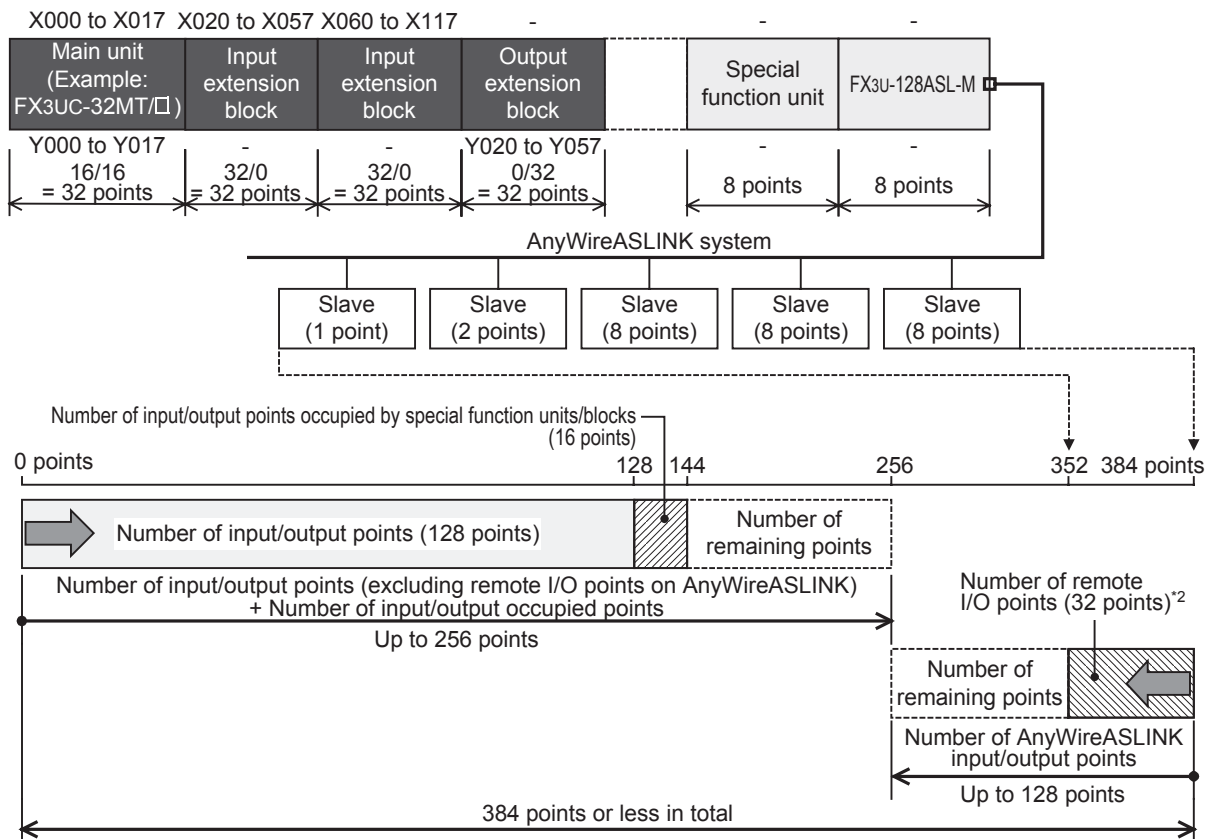 X000 to X017 X020 to X057 X060 to X117 - - -
Main unit
(Example:
FX3UC-32MT/□)
Input
extension
block
Input
extension
block
Output
extension
block
Special
function unit
FX3U-128ASL-M
Y000 to Y017 - - Y020 to Y057 - -
16/16
= 32 points
32/0
= 32 points
32/0
= 32 points
0/32
= 32 points
8 points
8 points
AnyWireASLINK system
Slave
(1 point)
Slave
(2 points)
Slave
(8 points)
Slave
(8 points)
Slave
(8 points)
Number of input/output points occupied by special function units/blocks
(16 points)
0 points 128 144 256 352 384 points
Number of input/output points (128 points)
Number of
remaining points
Number of input/output points (excluding remote I/O points on AnyWireASLINK)
+ Number of input/output occupied points
Up to 256 points
Number of remote
I/O points (32 points)*2
Number of
remaining points
Number of AnyWireASLINK
input/output points
Up to 128 points
384 points or less in total